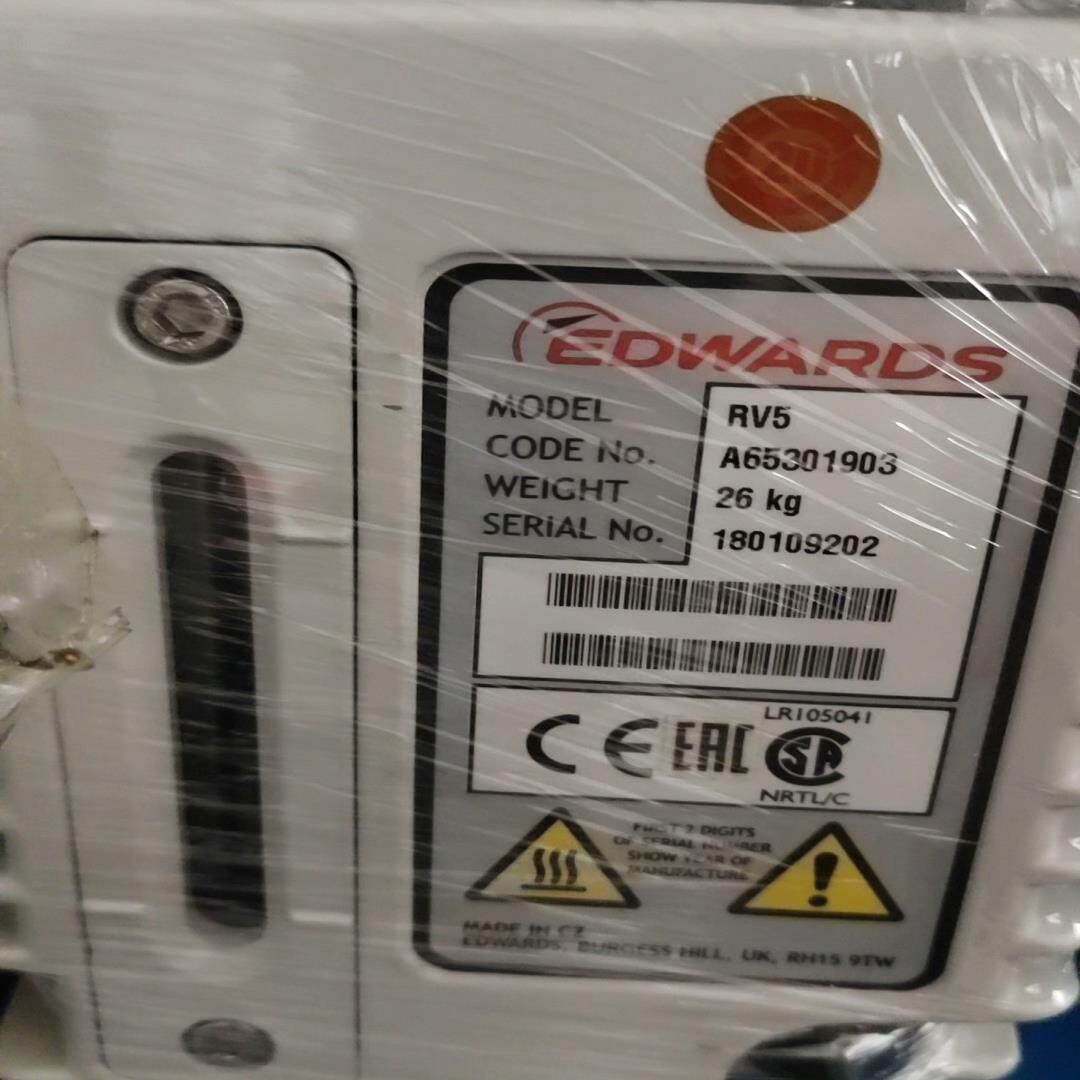 EDWARDS
MODEL RV5
CODE No. A65301903
WEIGHT 26 kg
SERIAL No. 180109202
LR105041
CE EAC SA
NRTL/C
FIRST 2 DIGITS
OF SERIAL NUMBER
SHOW YEAR OF
MANUFACTURE
MADE IN CZ
EDWARDS, BURGESS HILL, UK, RH15 9TW